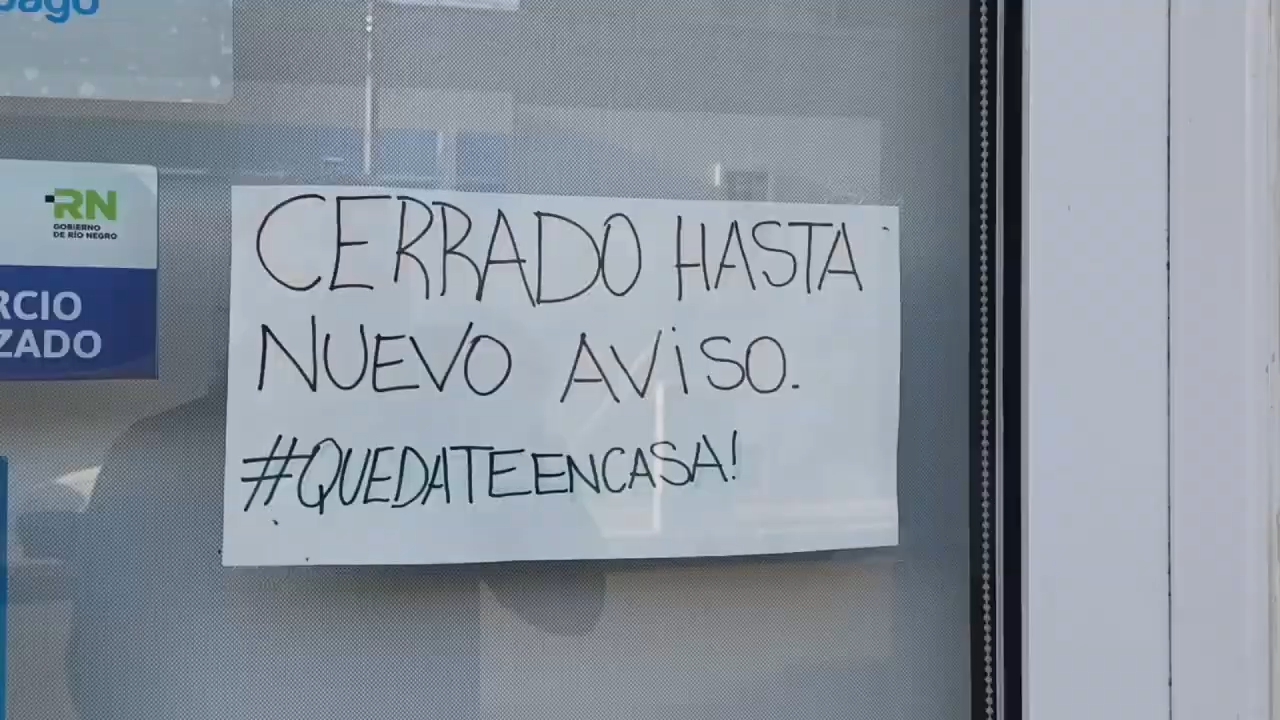 pago
RN
GOBIERNO
DE RÍO NEGRO
RCIO
ZADO
CERRADO HASTA
NUEVO AVISO.
#QUEDATEENCASA!